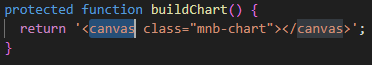 protected function buildChart() {
  return '<canvas class="mnb-chart"></canvas>';
}